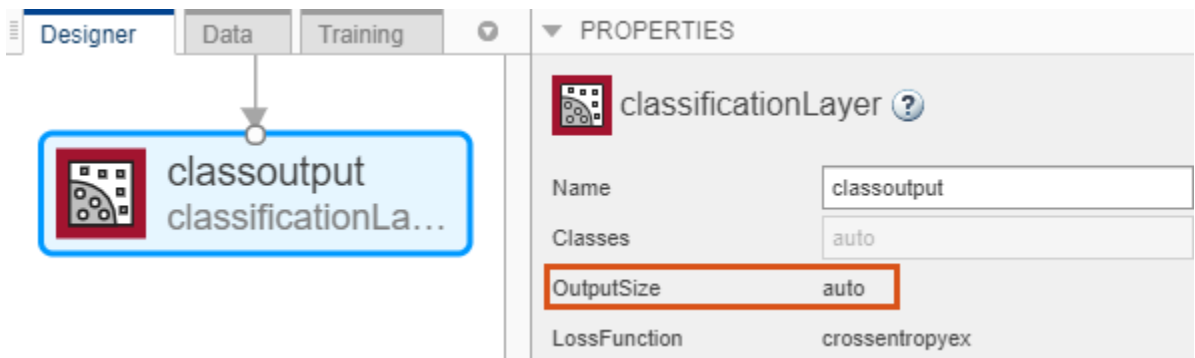 Designer Data Training
classoutput
classificationLa...
PROPERTIES
classificationLayer ?
Name classoutput
Classes auto
OutputSize auto
LossFunction crossentropyex